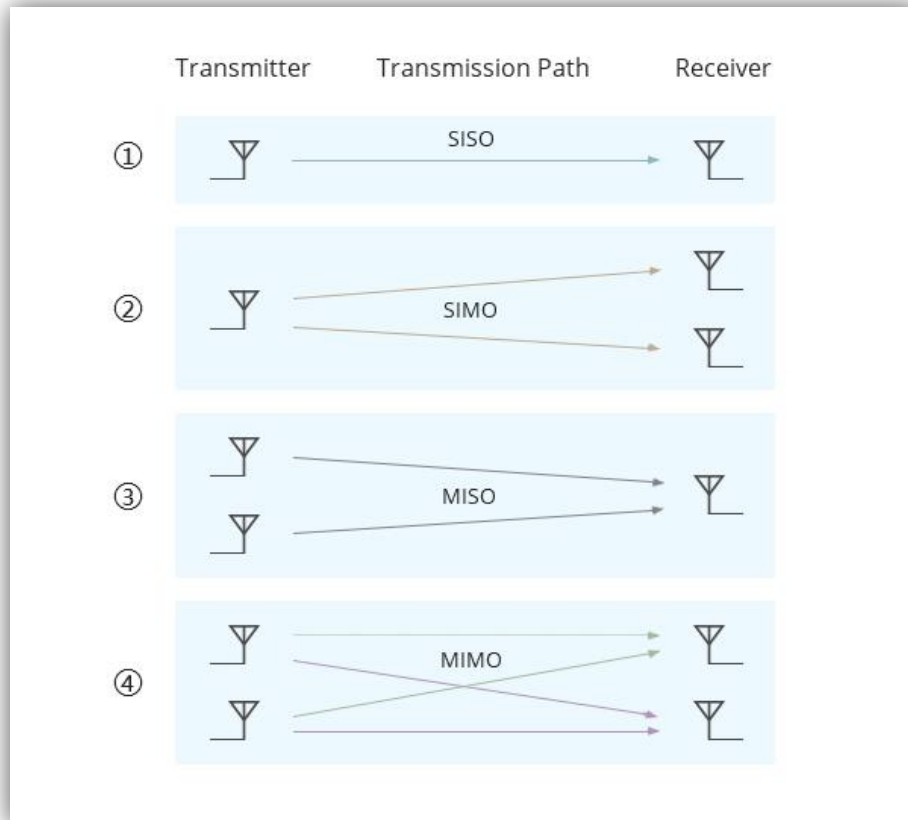 Transmitter Transmission Path Receiver
① SISO
② SIMO
③ MISO
④ MIMO